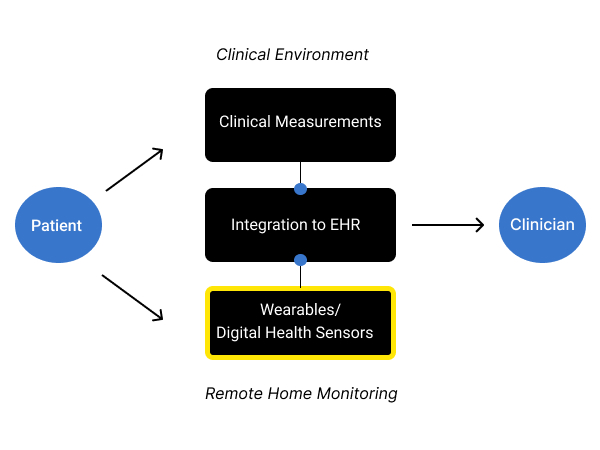 Clinical Environment
Clinical Measurements
Patient
Integration to EHR
Clinician
Wearables/
Digital Health Sensors
Remote Home Monitoring